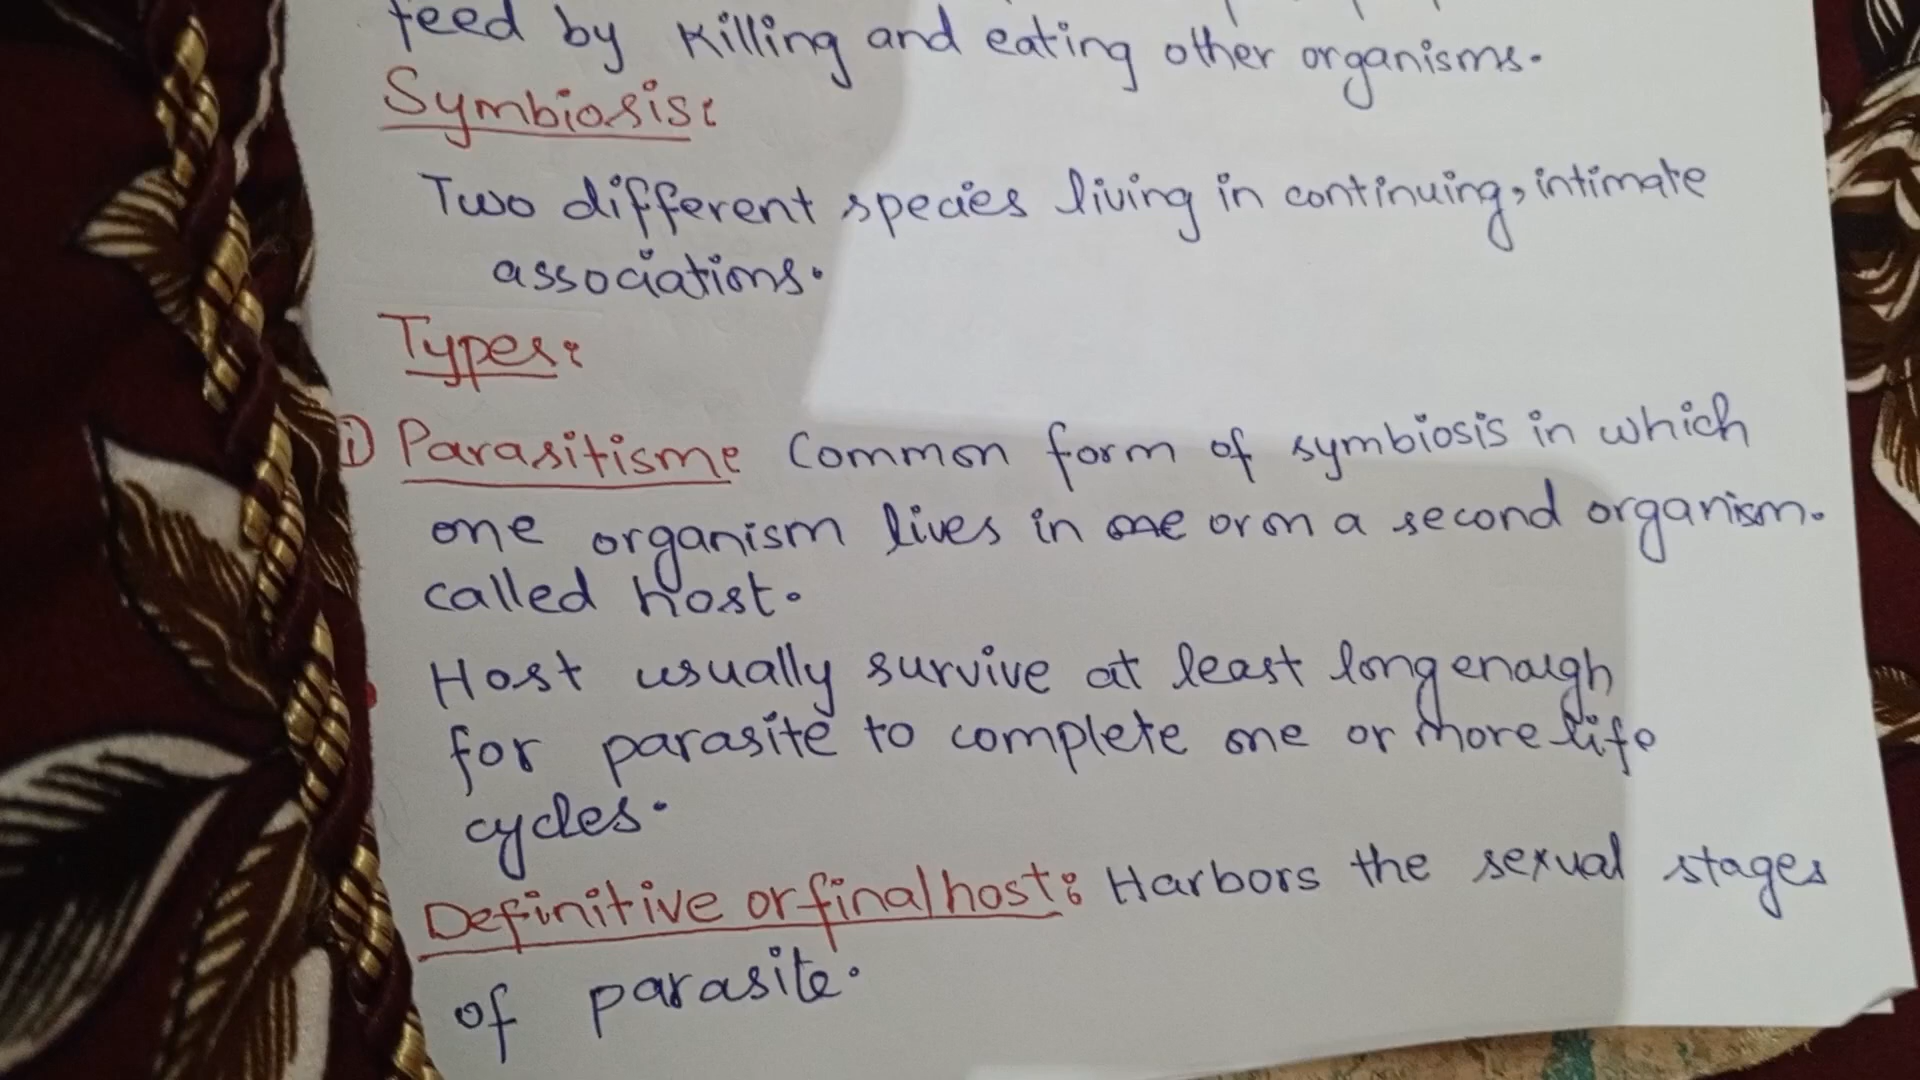 feed by killing and eating other organisms.
Symbiosis:
Two different species living in continuing, intimate
associations.
Types:
i) Parasitism: Common form of symbiosis in which
one organism lives in or on a second organism.
called host.
Host usually survive at least long enough
for parasite to complete one or more life
cycles.
Definitive or final host: Harbors the sexual stages
of parasite.